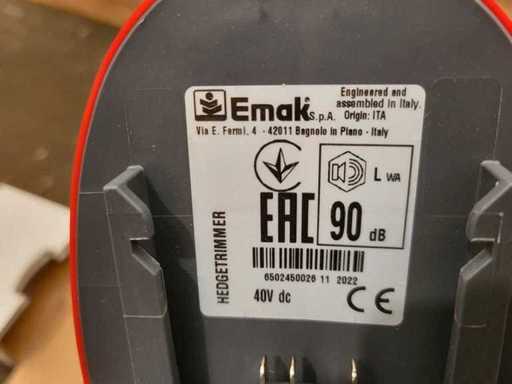 Emak S.p.A.
Engineered and
assembled in Italy.
Origin: ITA
Via E. Fermi, 4 - 42011 Bagnolo in Piano - Italy
L WA
EAC
90 dB
HEDGETRIMMER
6502450026 11 2022
40V dc
CE